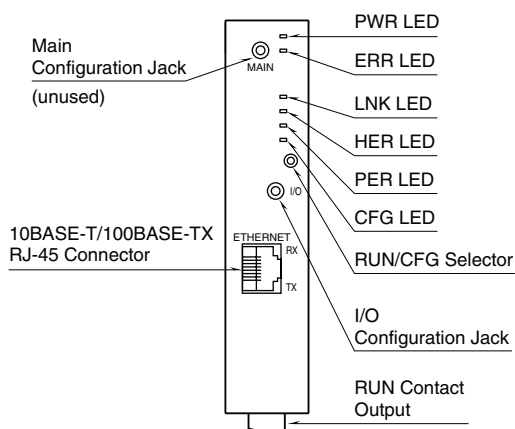 PWR LED
Main
Configuration Jack
(unused)
MAIN
ERR LED
LNK LED
HER LED
PER LED
CFG LED
I/O
10BASE-T/100BASE-TX
RJ-45 Connector
ETHERNET
RX
TX
RUN/CFG Selector
I/O
Configuration Jack
RUN Contact
Output